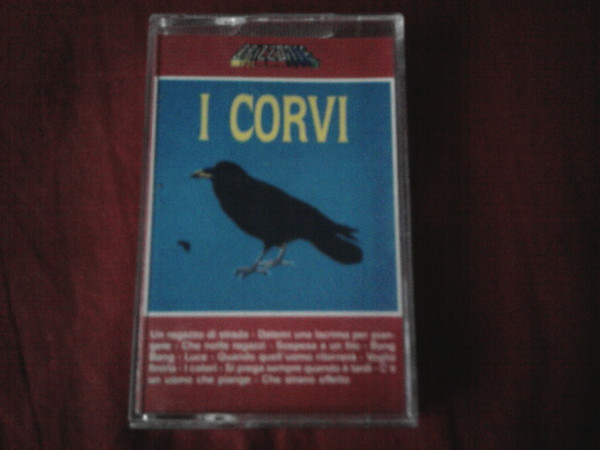 ORIZZONTE
I CORVI
Un ragazzo di strada - Datemi una lacrima per pian-
gere - Che notte ragazzi - Sospesa a un filo - Bang
Bang - Luce - Quando quell'uomo ritornerà - Voglio
finirla - I colori - Si prega sempre quando è tardi - C'è
un uomo che piange - Che strano effetto